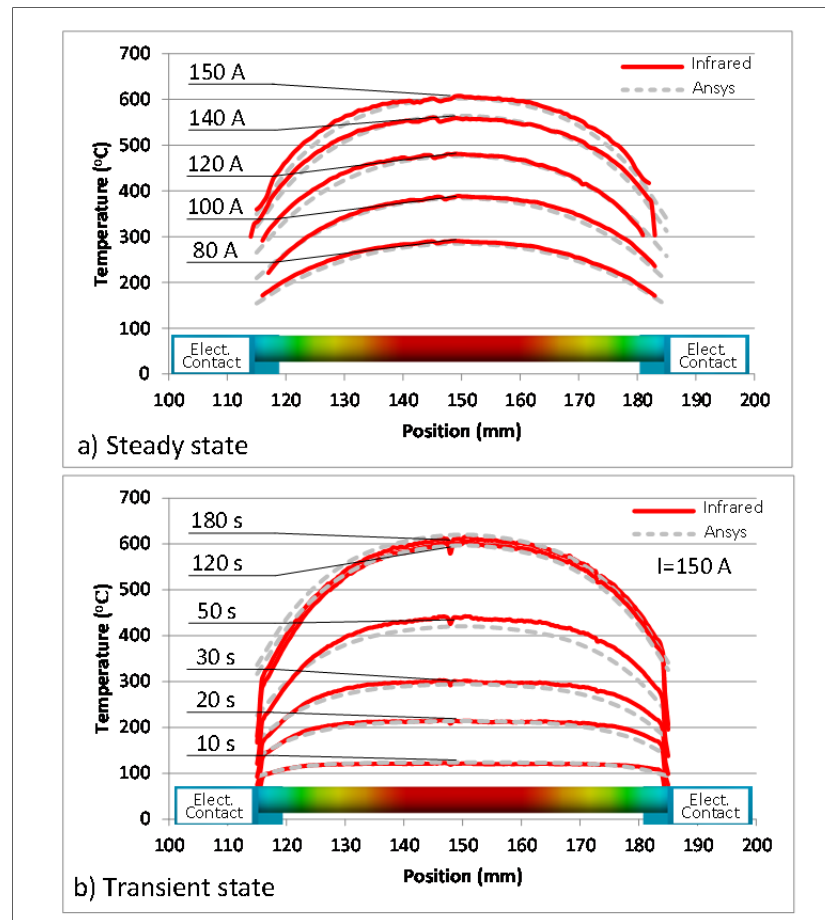 700
600
500
400
300
200
100
0
Temperature (ºC)
150 A
140 A
120 A
100 A
80 A
Infrared
Ansys
Elect.
Contact
Elect.
Contact
100 110 120 130 140 150 160 170 180 190 200
Position (mm)
a) Steady state
700
600
500
400
300
200
100
0
Temperature (ºC)
180 s
120 s
50 s
30 s
20 s
10 s
Infrared
Ansys
I=150 A
Elect.
Contact
Elect.
Contact
100 110 120 130 140 150 160 170 180 190 200
Position (mm)
b) Transient state